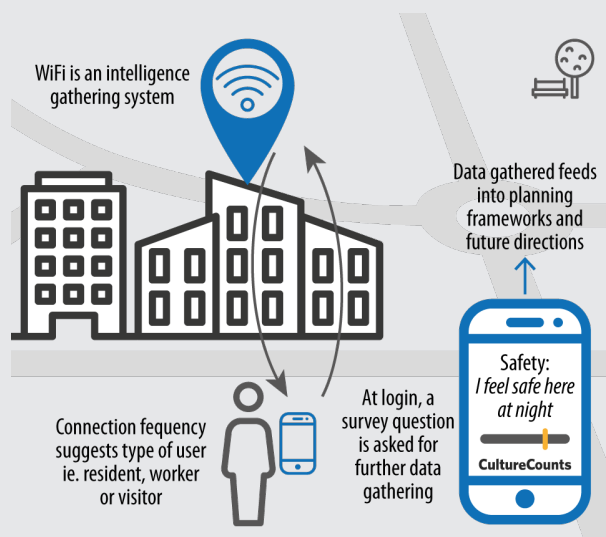 WiFi is an intelligence
gathering system
Data gathered feeds
into planning
frameworks and
future directions
Connection fequency
suggests type of user
ie. resident, worker
or visitor
At login, a
survey question
is asked for
further data
gathering
Safety:
I feel safe here
at night
CultureCounts